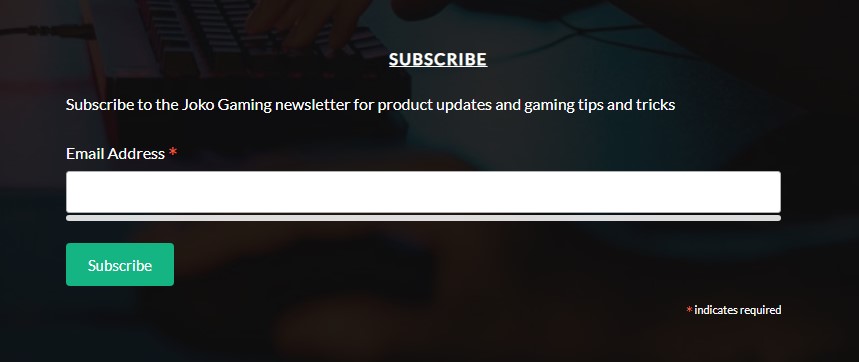 SUBSCRIBE
Subscribe to the Joko Gaming newsletter for product updates and gaming tips and tricks
Email Address *
Subscribe
* indicates required